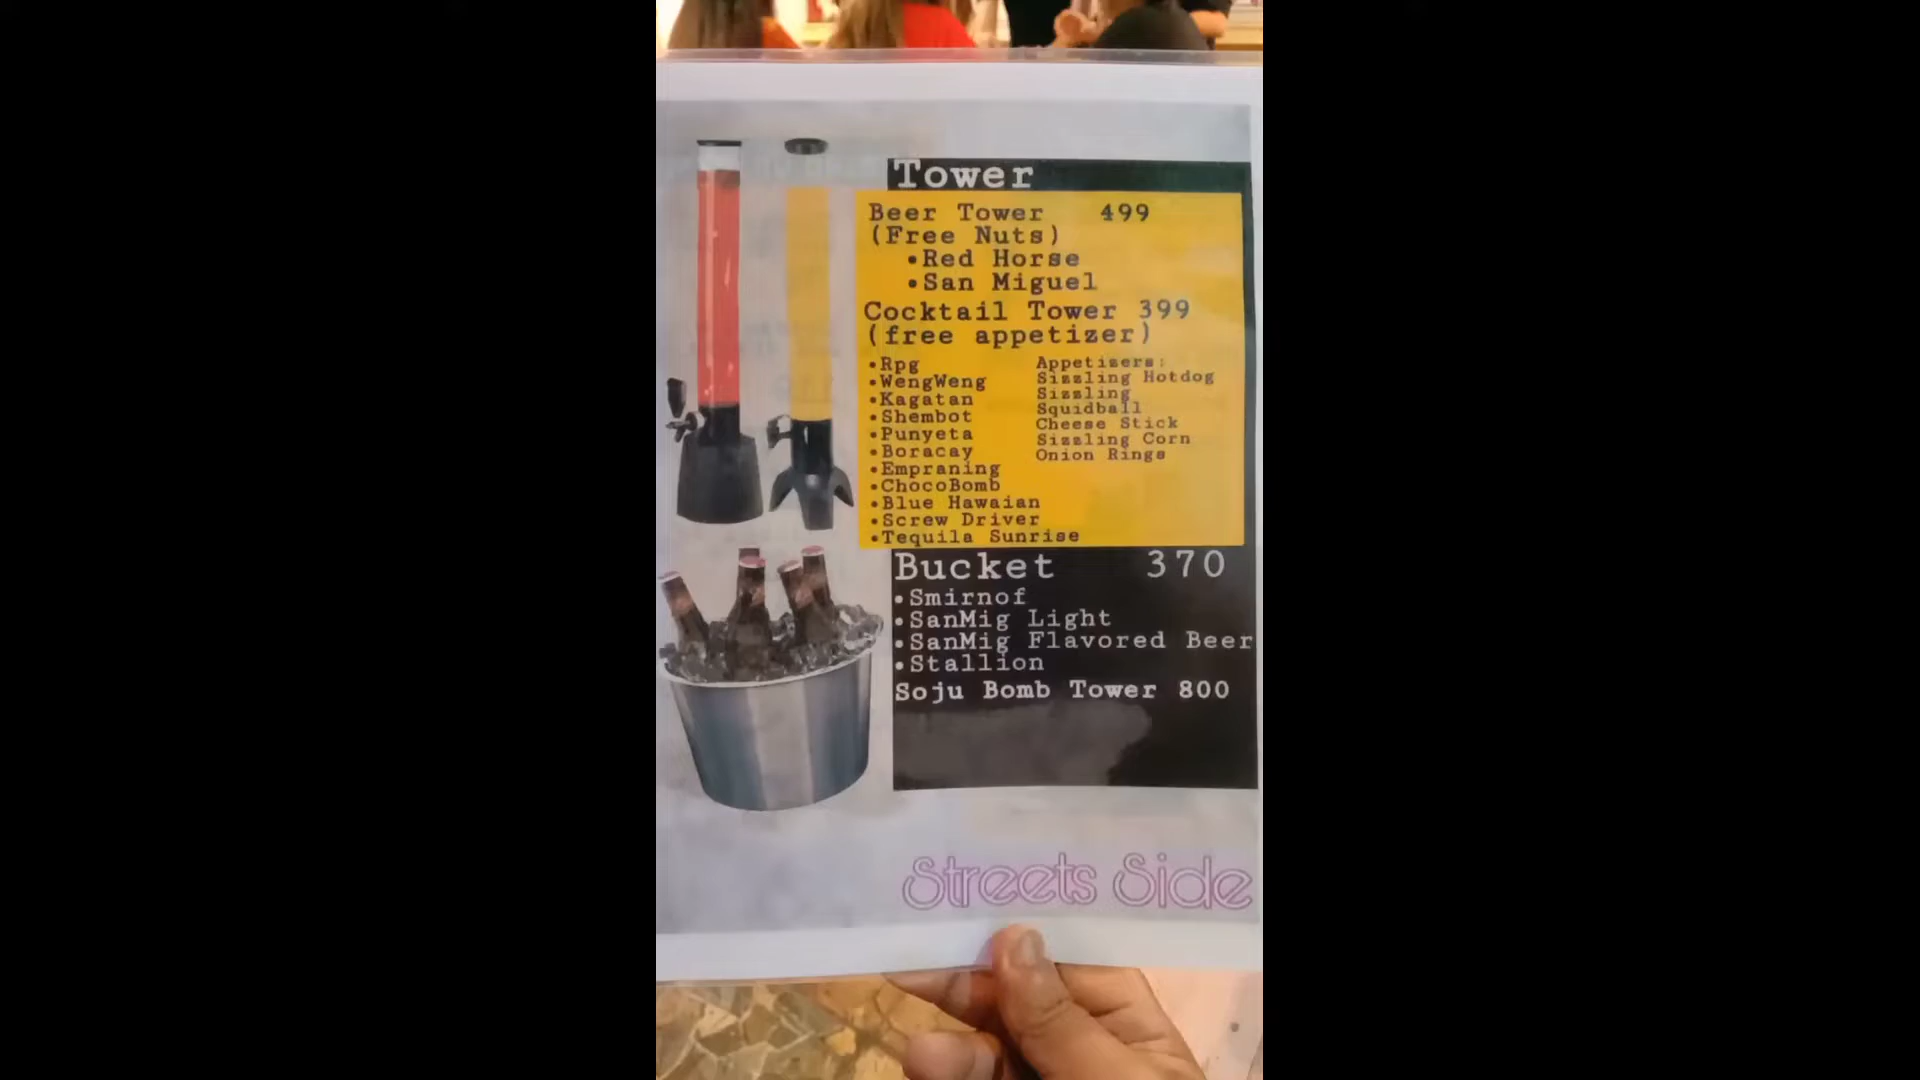 Tower
Beer Tower 499
(Free Nuts)
•Red Horse
•San Miguel
Cocktail Tower 399
(free appetizer)
•Rpg
•WengWeng
•Kagatan
•Shembot
•Punyeta
•Boracay
•Empraning
•ChocoBomb
•Blue Hawaian
•Screw Driver
•Tequila Sunrise
Appetizers:
Sizzling Hotdog
Sizzling
Squidball
Cheese Stick
Sizzling Corn
Onion Rings
Bucket 370
•Smirnof
•SanMig Light
•SanMig Flavored Beer
•Stallion
Soju Bomb Tower 800
Streets Side